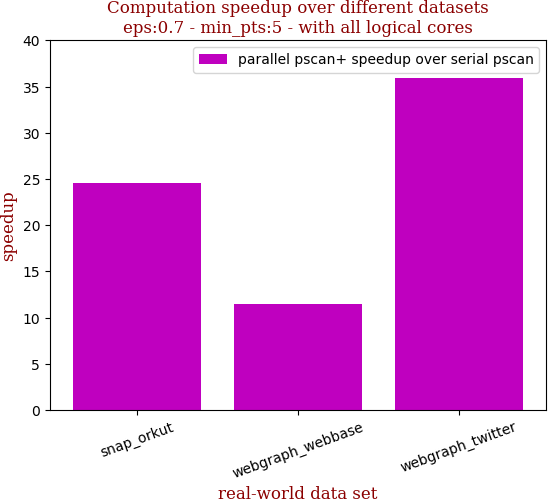 Computation speedup over different datasets
eps:0.7 - min_pts:5 - with all logical cores
40
parallel pscan+ speedup over serial pscan
35
30
25
20
15
10
5
0
speedup
snap_orkut
webgraph_webbase
webgraph_twitter
real-world data set